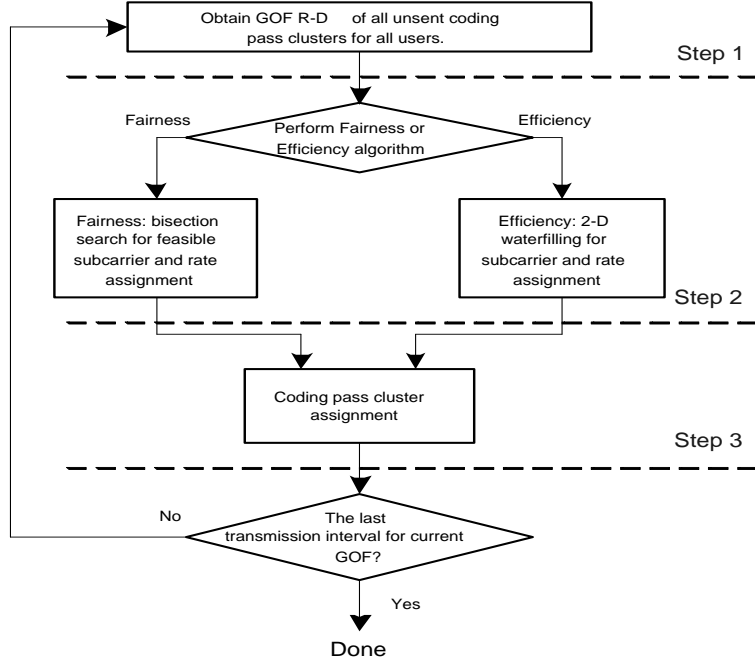 Obtain GOF R-D of all unsent coding
pass clusters for all users.
Step 1
Fairness
Efficiency
Perform Fairness or
Efficiency algorithm
Fairness: bisection
search for feasible
subcarrier and rate
assignment
Efficiency: 2-D
waterfilling for
subcarrier and rate
assignment
Step 2
Coding pass cluster
assignment
Step 3
No
The last
transmission interval for current
GOF?
Yes
Done